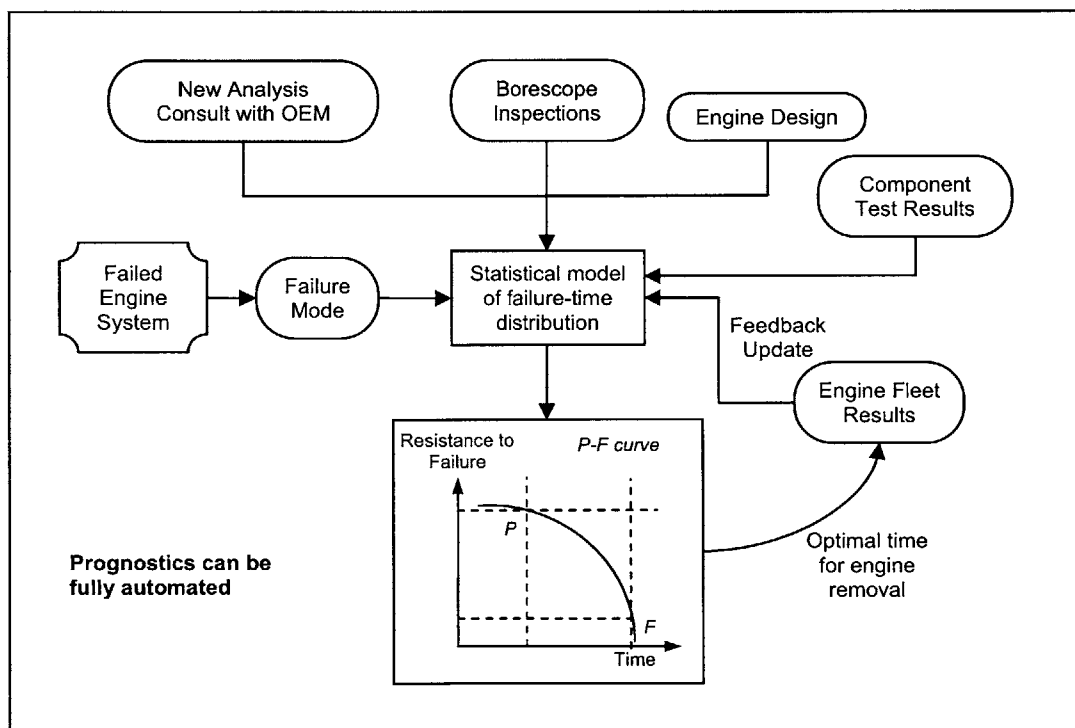 New Analysis
Consult with OEM
Borescope
Inspections
Engine Design
Component
Test Results
Failed
Engine
System
Failure
Mode
Statistical model
of failure-time
distribution
Feedback
Update
Engine Fleet
Results
Resistance to
Failure
P-F curve
P
F
Time
Optimal time
for engine
removal
Prognostics can be
fully automated